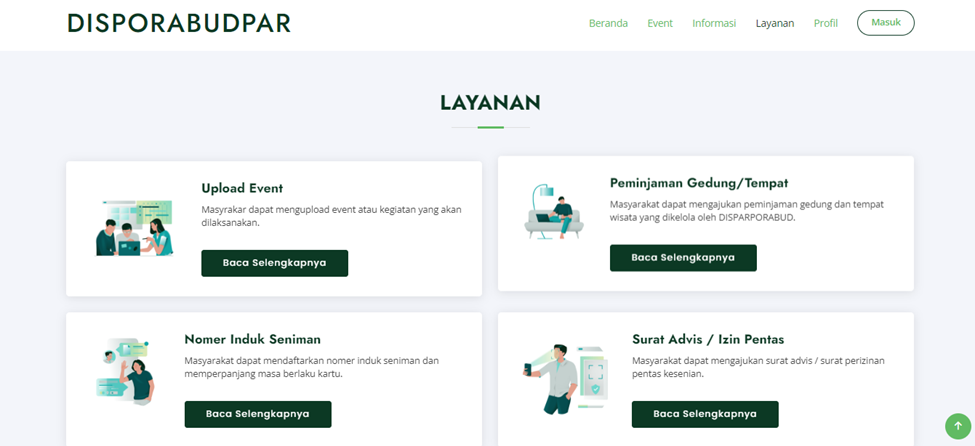 DISPORABUDPAR
Beranda
Event
Informasi
Layanan
Profil
Masuk
LAYANAN
Upload Event
Masyrakar dapat mengupload event atau kegiatan yang akan
dilaksanakan.
Baca Selengkapnya
Peminjaman Gedung/Tempat
Masyarakat dapat mengajukan peminjaman gedung dan tempat
wisata yang dikelola oleh DISPARPORABUD.
Baca Selengkapnya
Nomer Induk Seniman
Masyarakat dapat mendaftarkan nomer induk seniman dan
memperpanjang masa berlaku kartu.
Baca Selengkapnya
Surat Advis / Izin Pentas
Masyarakat dapat mengajukan surat advis / surat perizinan
pentas kesenian.
Baca Selengkapnya